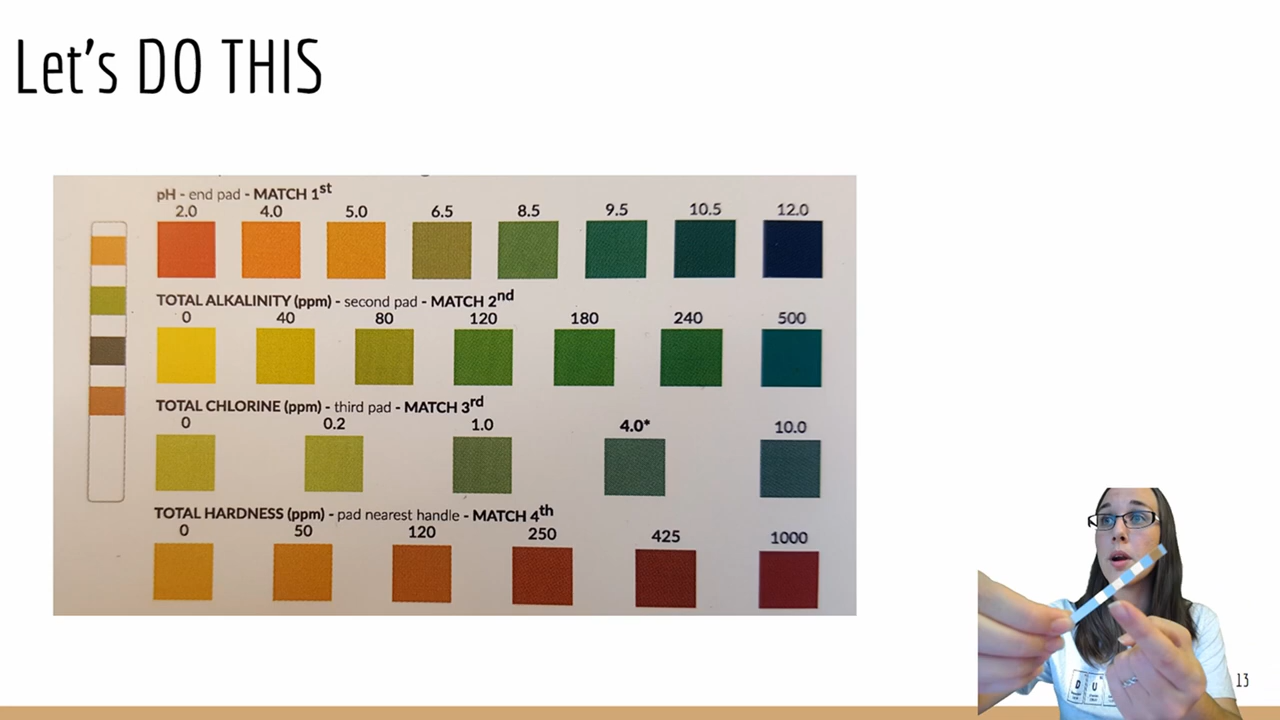 Let's DO THIS
pH - end pad - MATCH 1st
2.0 4.0 5.0 6.5 8.5 9.5 10.5 12.0
TOTAL ALKALINITY (ppm) - second pad - MATCH 2nd
0 40 80 120 180 240 500
TOTAL CHLORINE (ppm) - third pad - MATCH 3rd
0 0.2 1.0 4.0* 10.0
TOTAL HARDNESS (ppm) - pad nearest handle - MATCH 4th
0 50 120 250 425 1000
D U
13